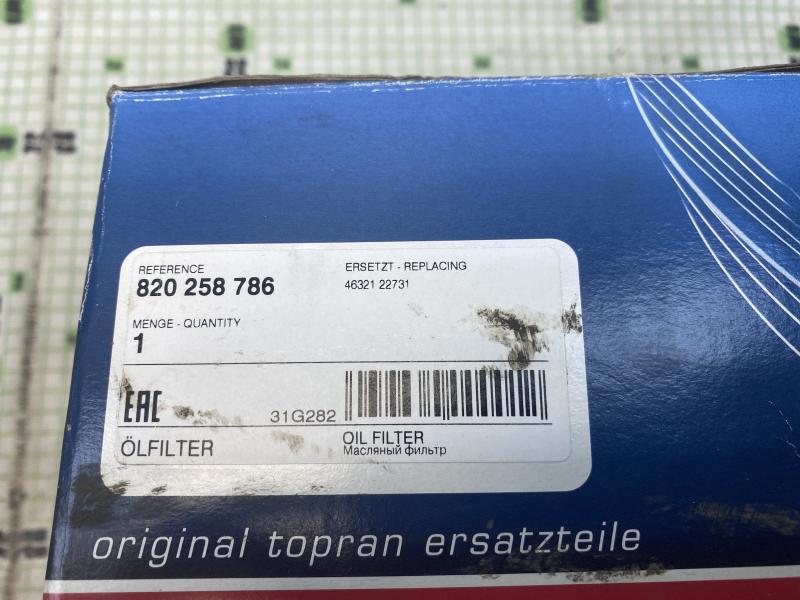 REFERENCE
820 258 786
ERSETZT - REPLACING
46321 22731
MENGE - QUANTITY
1
EAC
31G282
ÖLFILTER
OIL FILTER
Масляный фильтр
original topran ersatzteile